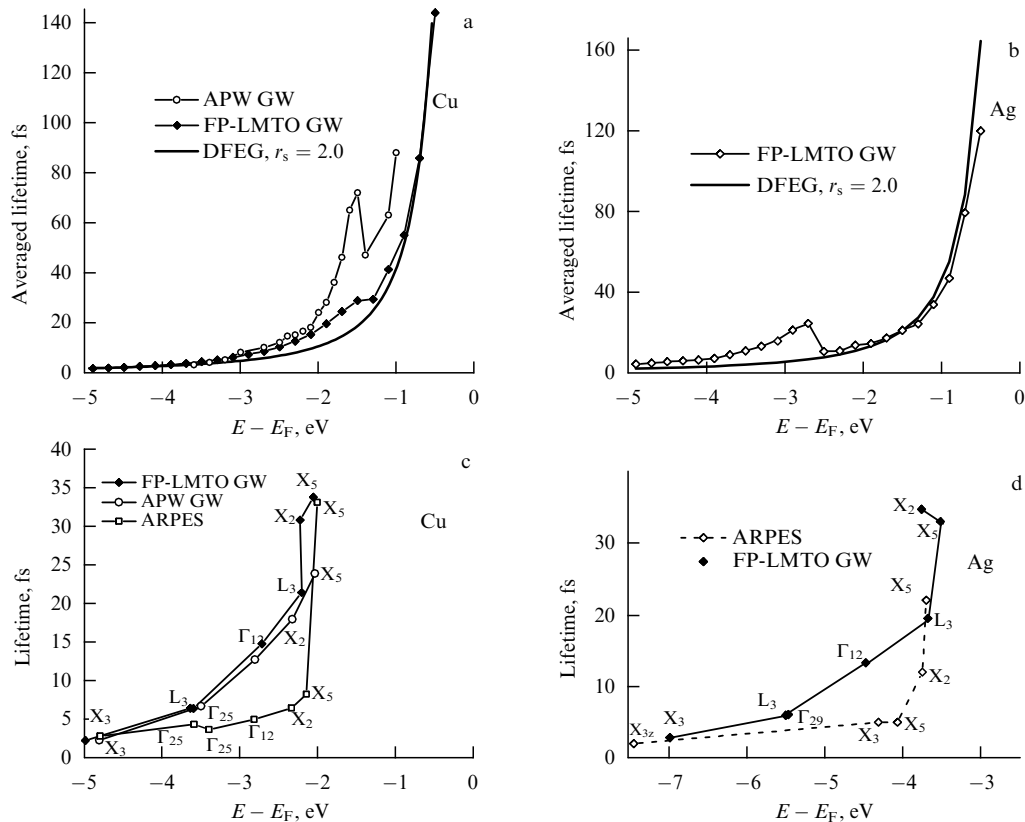 a
140
120
100
80
60
40
20
0
Averaged lifetime, fs
APW GW
FP-LMTO GW
DFEG, rₛ = 2.0
Cu
−5 −4 −3 −2 −1 0
E − E_F, eV
b
160
120
80
40
0
Averaged lifetime, fs
FP-LMTO GW
DFEG, rₛ = 2.0
Ag
−5 −4 −3 −2 −1 0
E − E_F, eV
c
40
35
30
25
20
15
10
5
0
Lifetime, fs
FP-LMTO GW
APW GW
ARPES
Cu
X₅
X₅
X₂
L₃
X₅
Γ₁₂
X₂
L₃
X₅
X₃
Γ₂₅
X₂
X₃
Γ₂₅
Γ₂₅
Γ₁₂
−5 −4 −3 −2 −1 0
E − E_F, eV
d
30
20
10
0
Lifetime, fs
ARPES
FP-LMTO GW
Ag
X₂
X₅
X₅
L₃
Γ₁₂
X₂
L₃
Γ₂₉
X₃
X₃z
X₃
X₅
−7 −6 −5 −4 −3
E − E_F, eV